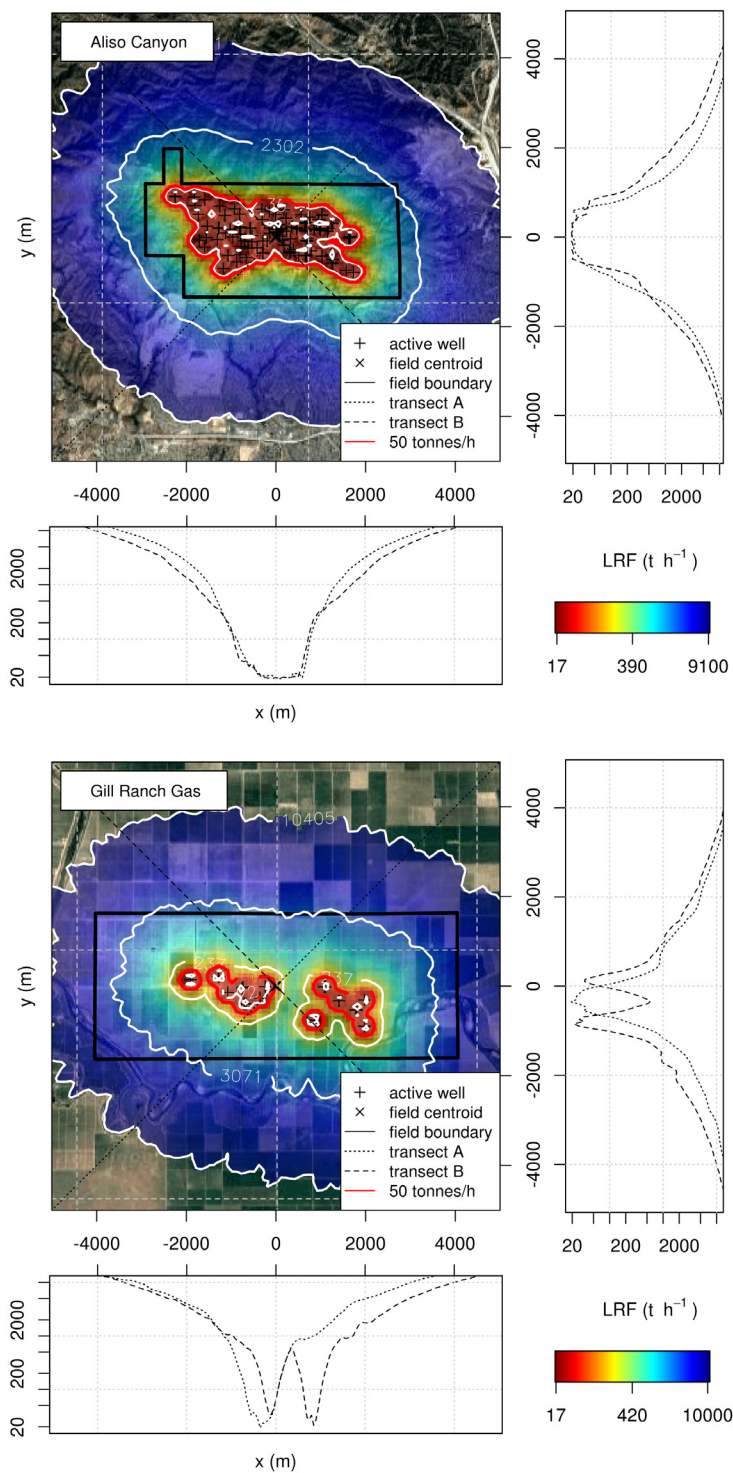 Aliso Canyon
2302
y (m)
active well
field centroid
field boundary
transect A
transect B
50 tonnes/h
-4000 -2000 0 2000 4000
4000
2000
0
-2000
-4000
20 200 2000
2000
200
20
x (m)
LRF (t h⁻¹ )
17 390 9100
Gill Ranch Gas
10405
3071
y (m)
active well
field centroid
field boundary
transect A
transect B
50 tonnes/h
-4000 -2000 0 2000 4000
4000
2000
0
-2000
-4000
20 200 2000
2000
200
20
x (m)
LRF (t h⁻¹ )
17 420 10000